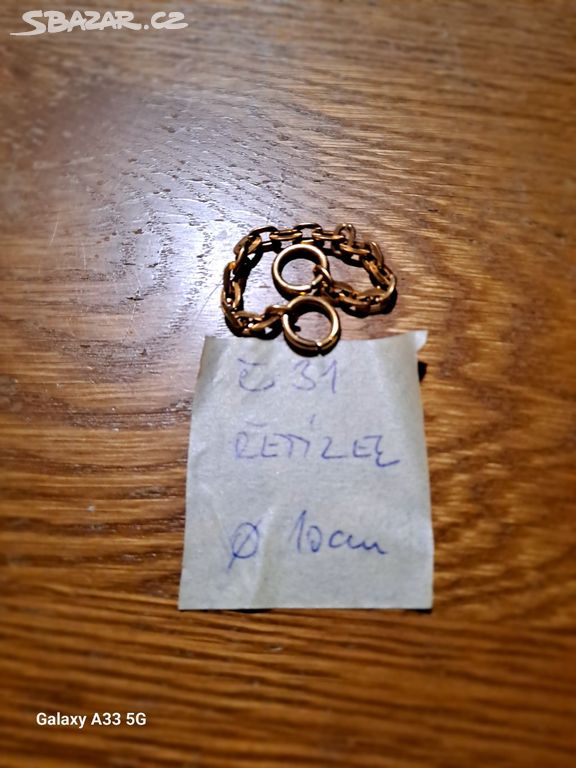 SBAZAR.CZ
č 31
ŘETÍZEK
Ø 10cm
Galaxy A33 5G